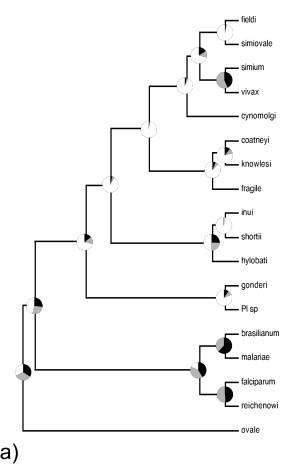 fieldi
simiovale
simium
vivax
cynomolgi
coatneyi
knowlesi
fragile
inui
shortii
hylobati
gonderi
Pl sp
brasilianum
malariae
falciparum
reichenowi
ovale
a)